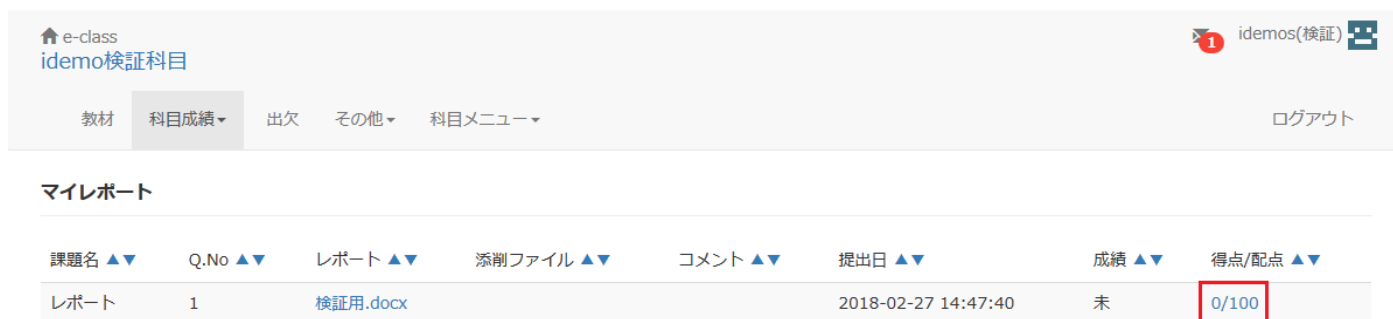 e-class
idemo検証科目
1
idemos(検証)
教材 科目成績 出欠 その他 科目メニュー ログアウト
マイレポート
課題名 ▲▼ Q.No ▲▼ レポート ▲▼ 添削ファイル ▲▼ コメント ▲▼ 提出日 ▲▼ 成績 ▲▼ 得点/配点 ▲▼
レポート 1 検証用.docx 2018-02-27 14:47:40 未 0/100